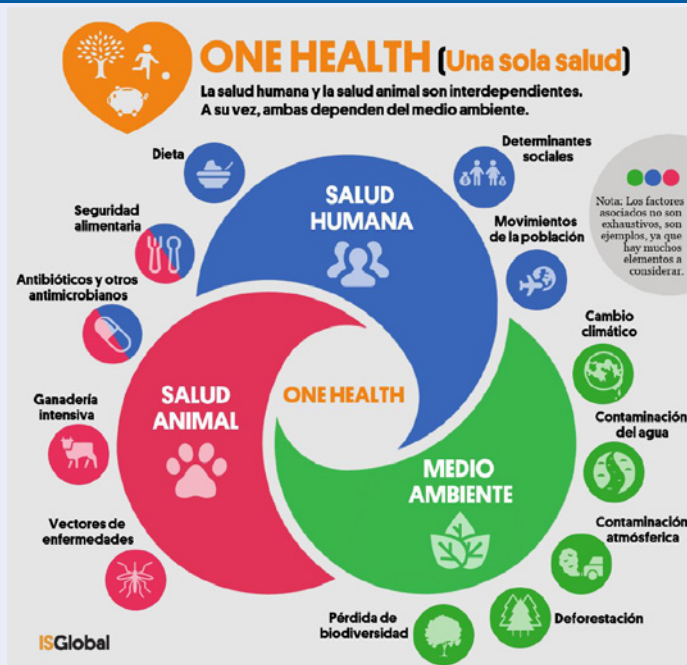 ONE HEALTH (Una sola salud)
La salud humana y la salud animal son interdependientes.
A su vez, ambas dependen del medio ambiente.
Dieta
Seguridad
alimentaria
Antibióticos y otros
antimicrobianos
Ganadería
intensiva
Vectores de
enfermedades
SALUD
HUMANA
SALUD
ANIMAL
ONE HEALTH
MEDIO
AMBIENTE
Determinantes
sociales
Movimientos
de la población
Nota: Los factores
asociados no son
exhaustivos, son
ejemplos, ya que
hay muchos
elementos a
considerar.
Cambio
climático
Contaminación
del agua
Contaminación
atmósferica
Deforestación
Pérdida de
biodiversidad
ISGlobal